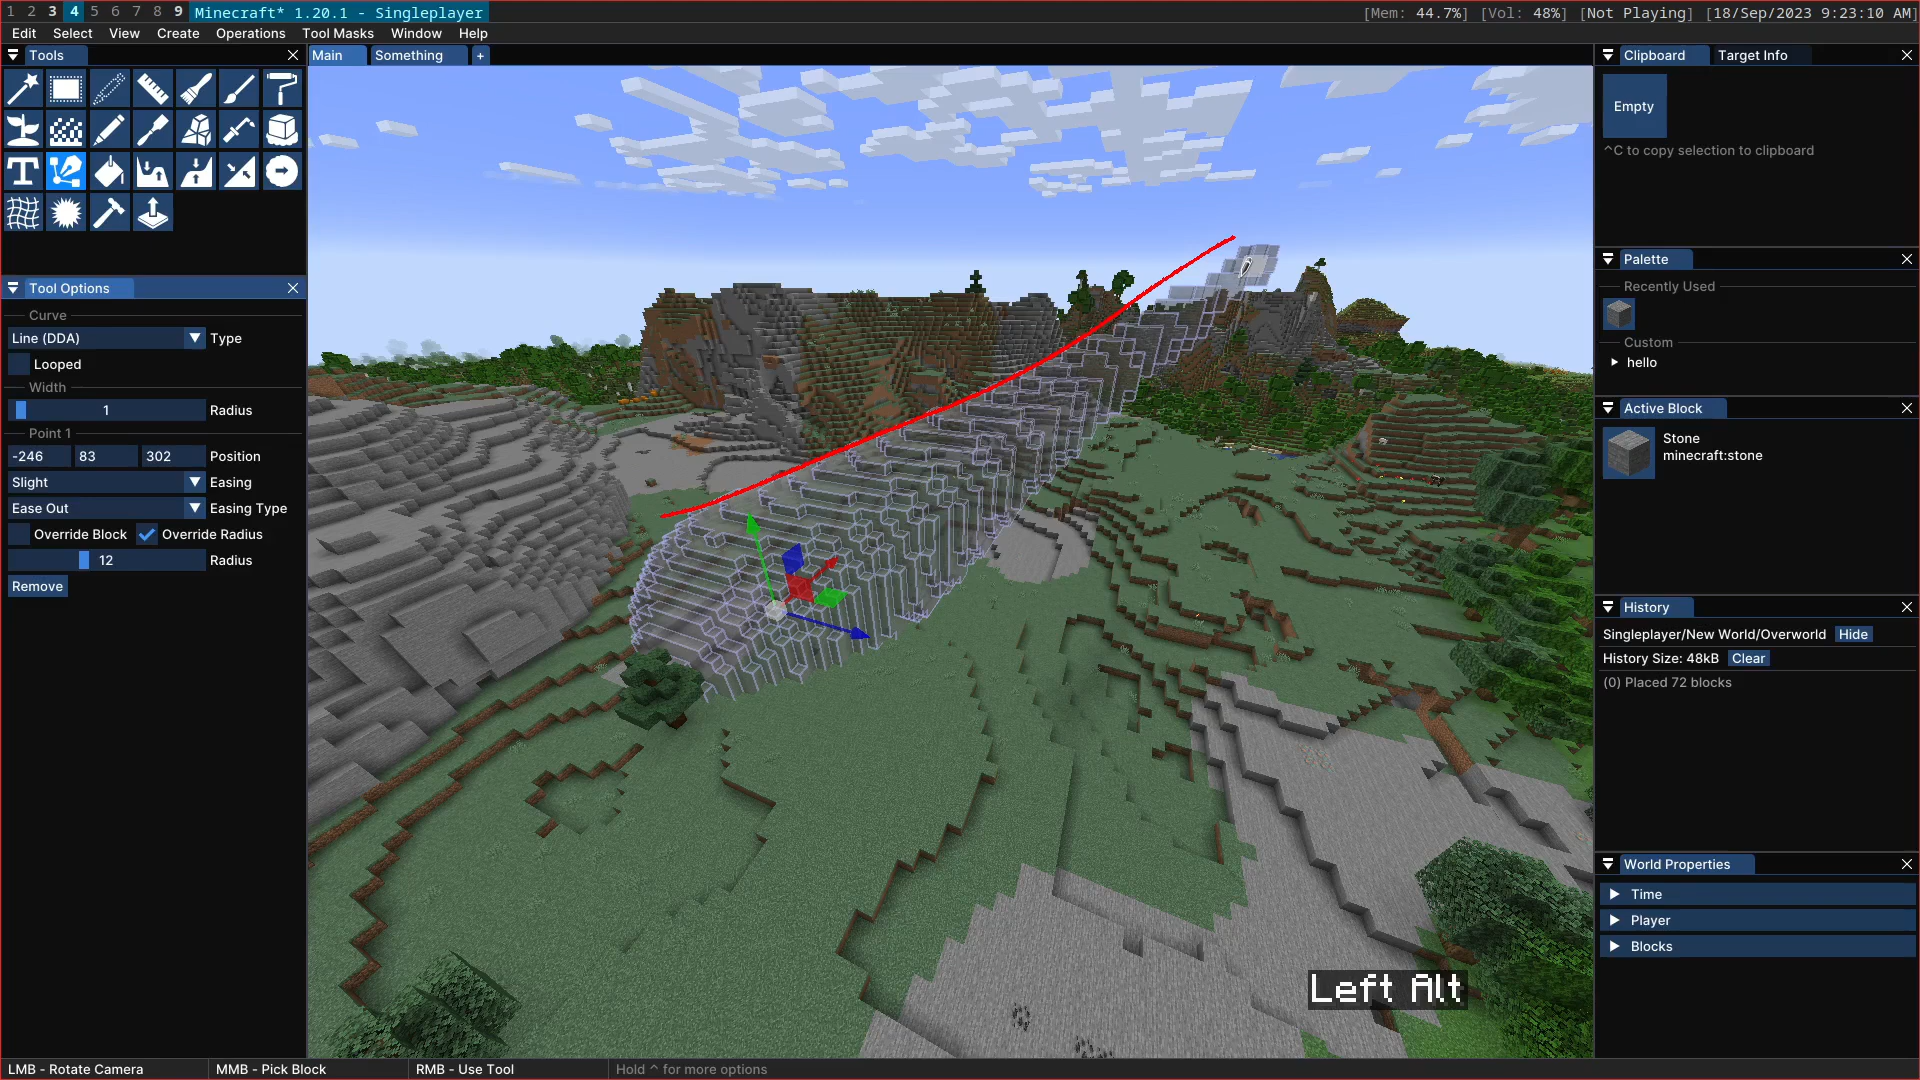 1 2 3 4 5 6 7 8 9 Minecraft* 1.20.1 - Singleplayer [Mem: 44.7%] [Vol: 48%] [Not Playing] [18/Sep/2023 9:23:10 AM]
Edit Select View Create Operations Tool Masks Window Help
Tools
Main Something +
Tool Options
Curve
Line (DDA) Type
Looped
Width
1 Radius
Point 1
-246 83 302 Position
Slight Easing
Ease Out Easing Type
Override Block Override Radius
12 Radius
Remove
Left Alt
Clipboard Target Info
Empty
^C to copy selection to clipboard
Palette
Recently Used
Custom
hello
Active Block
Stone
minecraft:stone
History
Singleplayer/New World/Overworld Hide
History Size: 48kB Clear
(0) Placed 72 blocks
World Properties
Time
Player
Blocks
LMB - Rotate Camera MMB - Pick Block RMB - Use Tool Hold ^ for more options